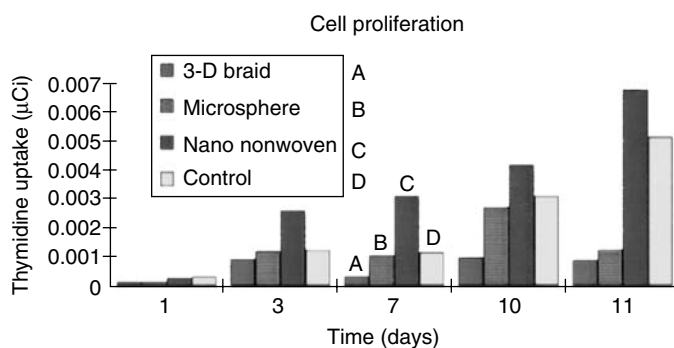 Cell proliferation
3-D braid A
Microsphere B
Nano nonwoven C
Control D
Thymidine uptake (μCi)
0.007
0.006
0.005
0.004
0.003
0.002
0.001
0
A B C D
1 3 7 10 11
Time (days)